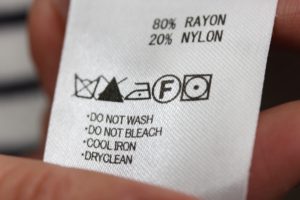 80% RAYON
20% NYLON
F
•DO NOT WASH
•DO NOT BLEACH
•COOL IRON
•DRYCLEAN